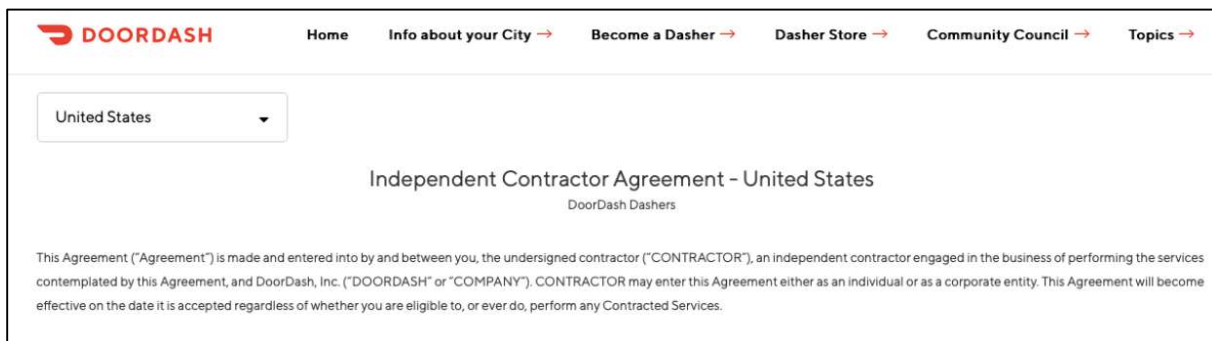 DOORDASH Home Info about your City → Become a Dasher → Dasher Store → Community Council → Topics →
United States
Independent Contractor Agreement - United States
DoorDash Dashers
This Agreement ("Agreement") is made and entered into by and between you, the undersigned contractor ("CONTRACTOR"), an independent contractor engaged in the business of performing the services
contemplated by this Agreement, and DoorDash, Inc. ("DOORDASH" or "COMPANY"). CONTRACTOR may enter this Agreement either as an individual or as a corporate entity. This Agreement will become
effective on the date it is accepted regardless of whether you are eligible to, or ever do, perform any Contracted Services.